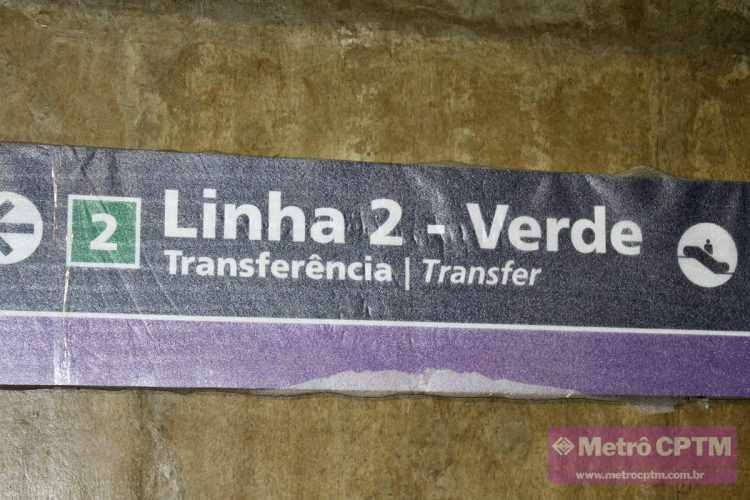 2 Linha 2 - Verde
Transferência | Transfer
Metrô CPTM
www.metrocptm.com.br